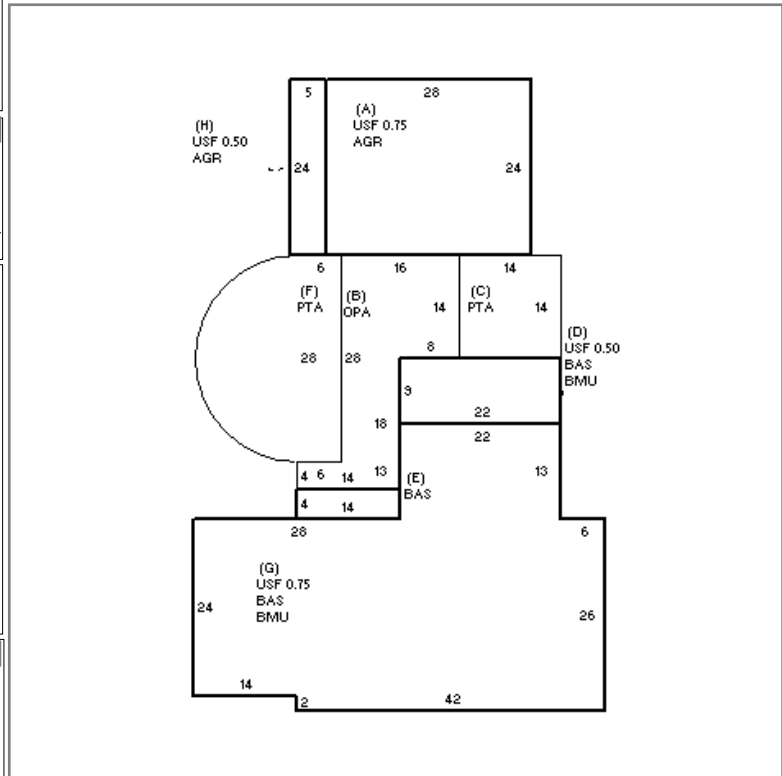 5
28
(H)
USF 0.50
AGR
(A)
USF 0.75
AGR
24
24
6
16
14
(F)
PTA
(B)
OPA
14
(C)
PTA
14
(D)
USF 0.50
BAS
BMU
8
28
28
9
22
18
22
4
6
14
13
(E)
BAS
13
4
14
28
6
(G)
USF 0.75
BAS
BMU
24
26
14
2
42